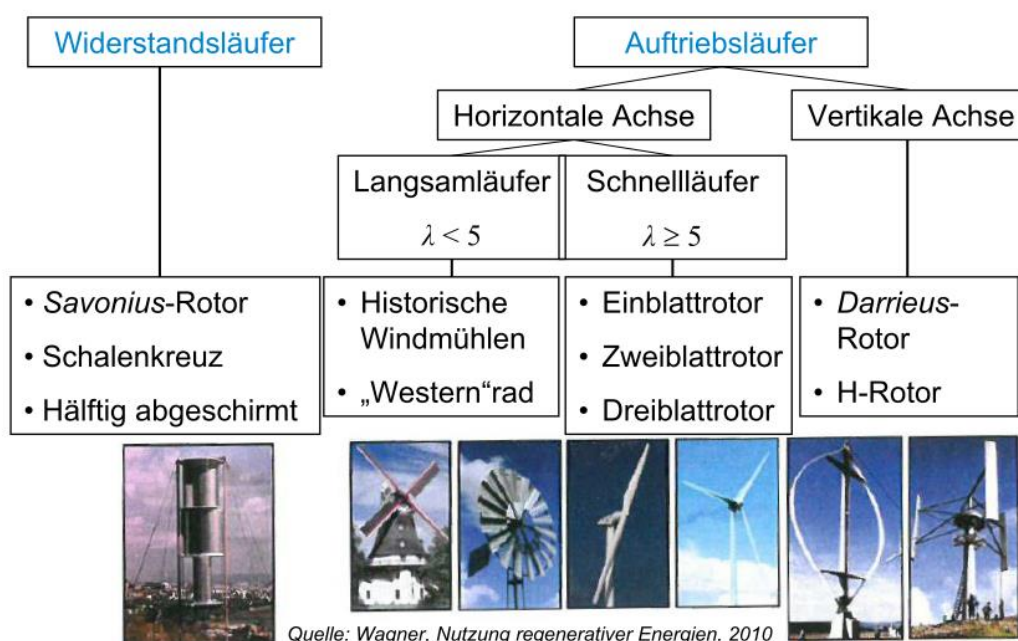 Widerstandsläufer
Auftriebsläufer
Horizontale Achse
Vertikale Achse
Langsamläufer
λ < 5
Schnellläufer
λ ≥ 5
• Savonius-Rotor
• Schalenkreuz
• Hälftig abgeschirmt
• Historische
Windmühlen
• „Western“rad
• Einblattrotor
• Zweiblattrotor
• Dreiblattrotor
• Darrieus-
Rotor
• H-Rotor
Quelle: Wagner, Nutzung regenerativer Energien, 2010